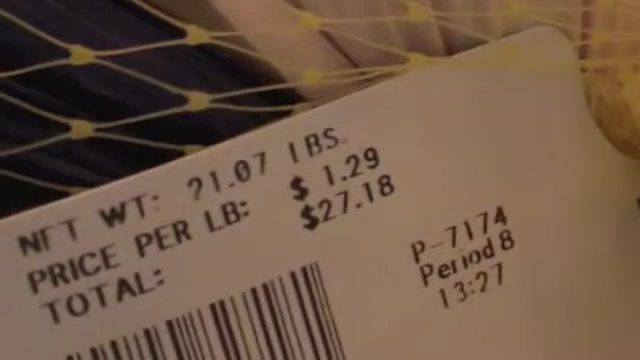 NET WT: 21.07 LBS.
PRICE PER LB: $ 1.29
TOTAL: $27.18
P-7174
Period 8
13:27